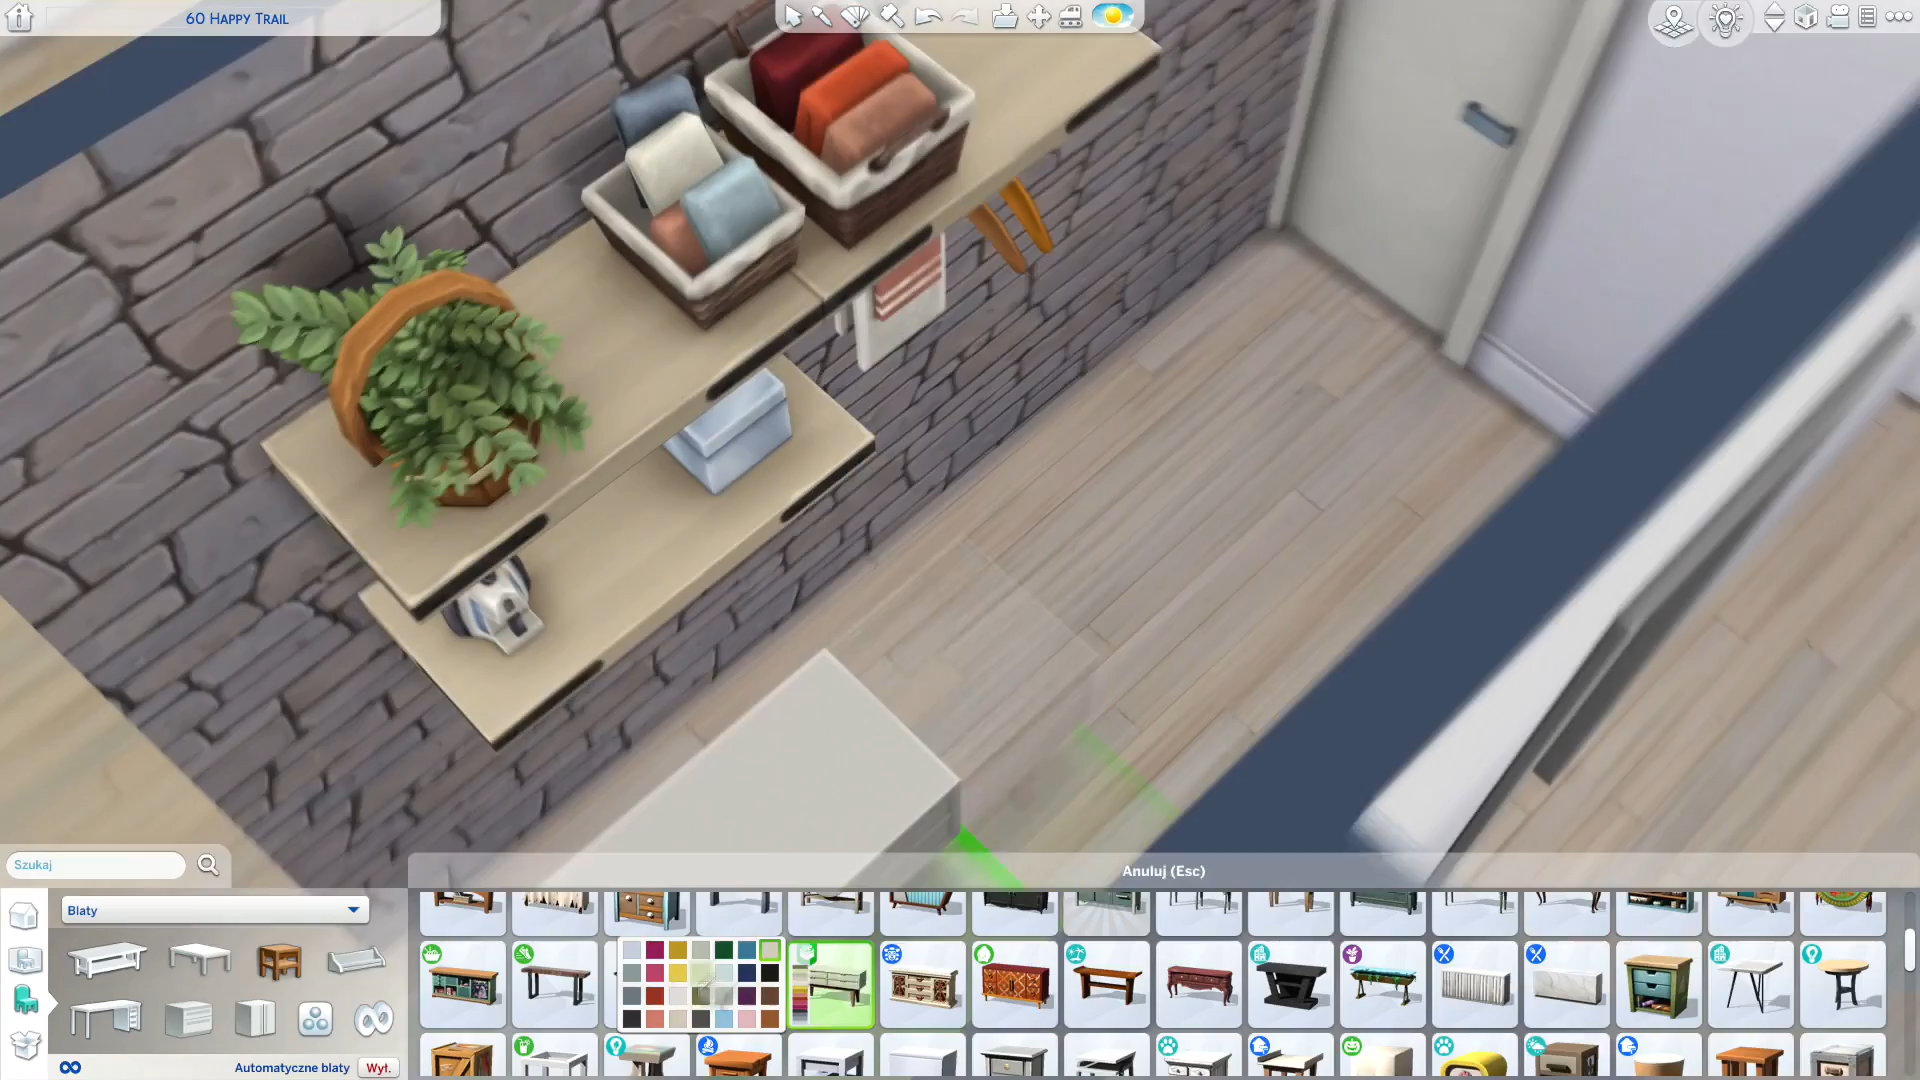 60 Happy Trail
Szukaj
Anuluj (Esc)
Blaty
Automatyczne blaty
Wył.